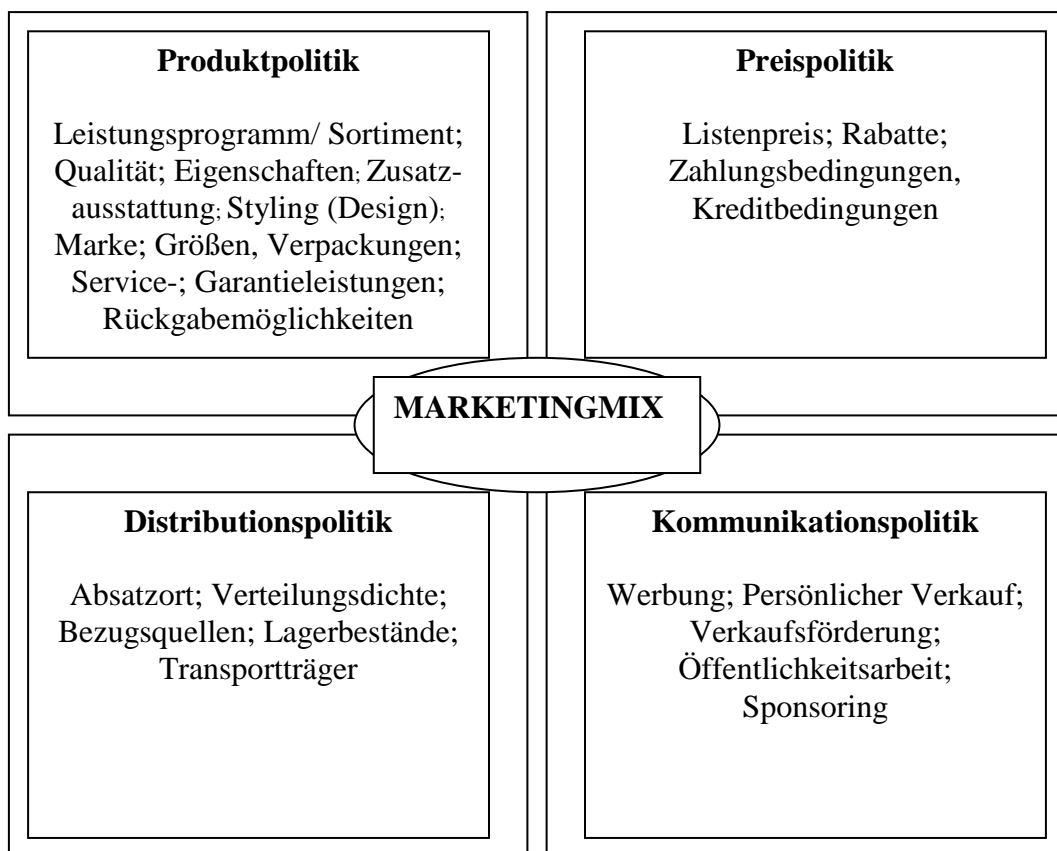 Produktpolitik
Leistungsprogramm/ Sortiment;
Qualität; Eigenschaften; Zusatz-
ausstattung; Styling (Design);
Marke; Größen, Verpackungen;
Service-; Garantieleistungen;
Rückgabemöglichkeiten
Preispolitik
Listenpreis; Rabatte;
Zahlungsbedingungen,
Kreditbedingungen
MARKETINGMIX
Distributionspolitik
Absatzort; Verteilungsdichte;
Bezugsquellen; Lagerbestände;
Transportträger
Kommunikationspolitik
Werbung; Persönlicher Verkauf;
Verkaufsförderung;
Öffentlichkeitsarbeit;
Sponsoring